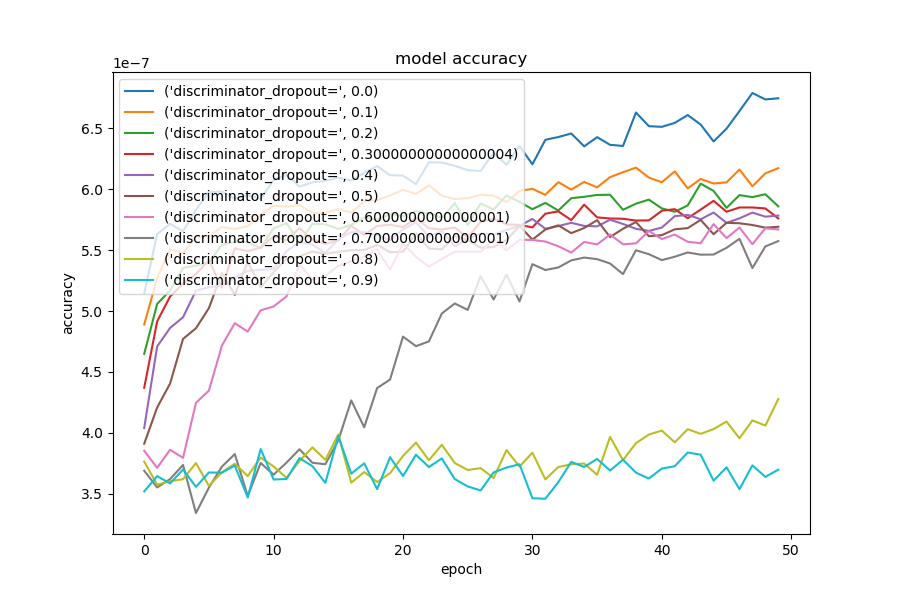 model accuracy
1e−7
('discriminator_dropout=', 0.0)
('discriminator_dropout=', 0.1)
('discriminator_dropout=', 0.2)
('discriminator_dropout=', 0.30000000000000004)
('discriminator_dropout=', 0.4)
('discriminator_dropout=', 0.5)
('discriminator_dropout=', 0.6000000000000001)
('discriminator_dropout=', 0.7000000000000001)
('discriminator_dropout=', 0.8)
('discriminator_dropout=', 0.9)
6.5
6.0
5.5
5.0
4.5
4.0
3.5
accuracy
0
10
20
30
40
50
epoch